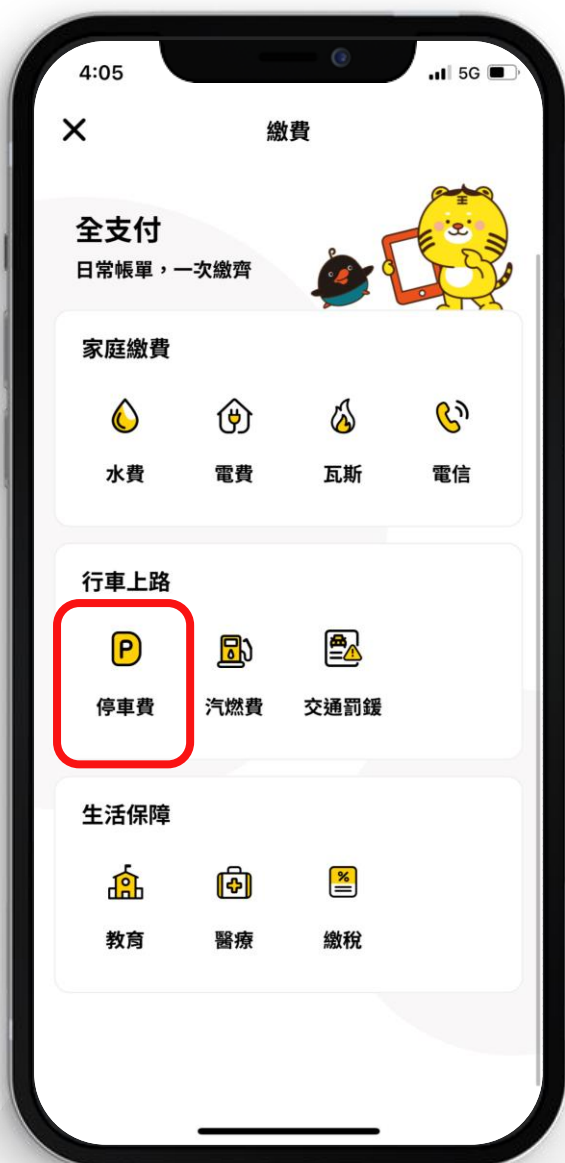 4:05
5G
繳費
全支付
日常帳單，一次繳齊
家庭繳費
水費 電費 瓦斯 電信
行車上路
P
停車費 汽燃費 交通罰鍰
生活保障
%
教育 醫療 繳稅